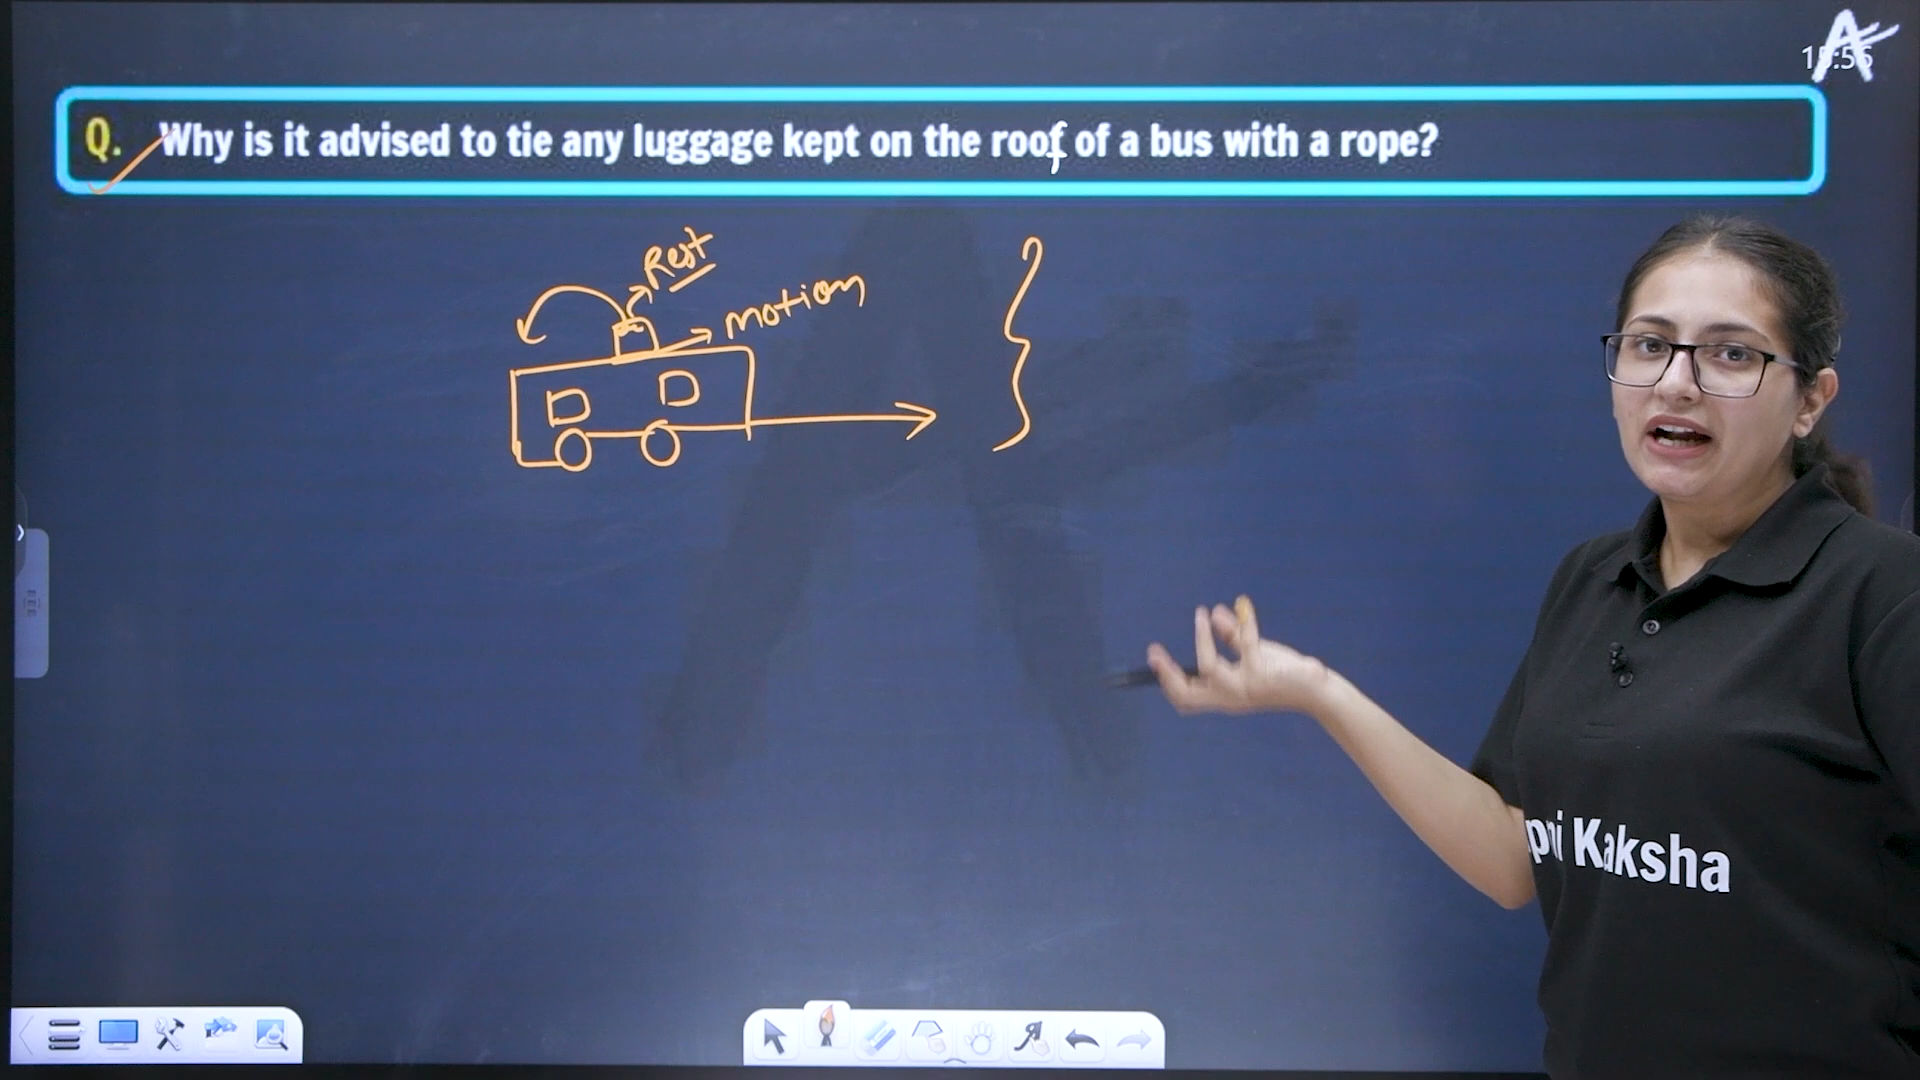 Q. Why is it advised to tie any luggage kept on the roof of a bus with a rope?
Rest
Motion
Kaksha